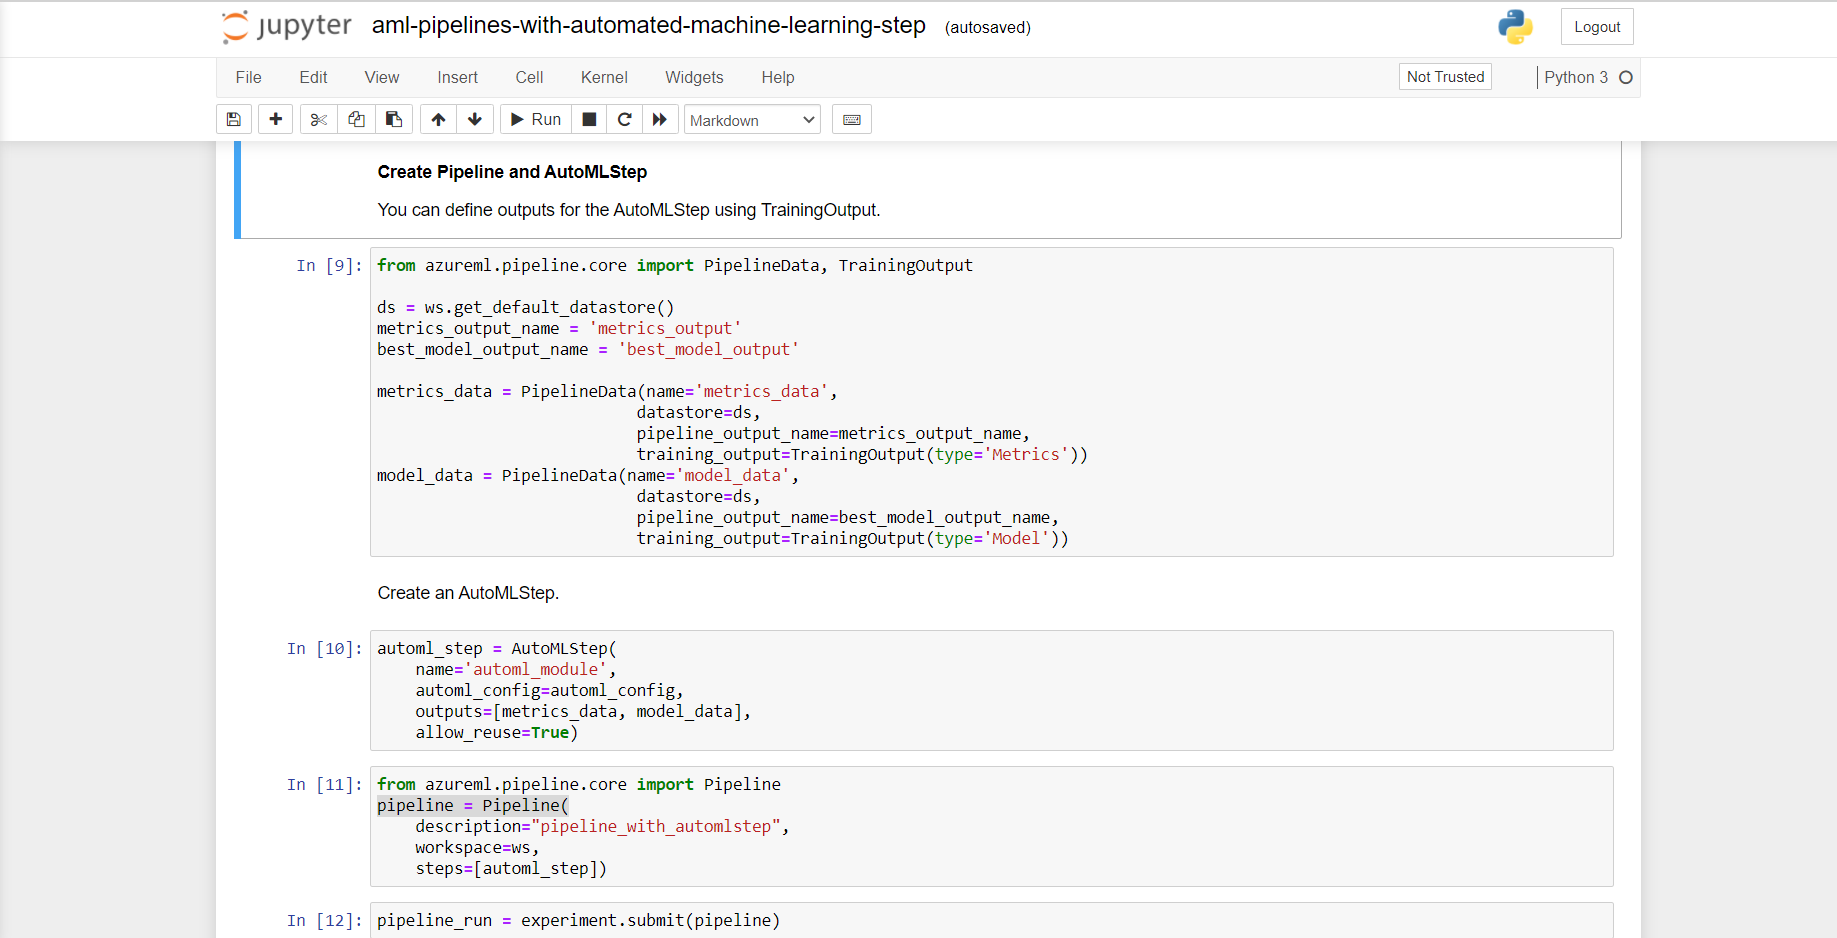 jupyter aml-pipelines-with-automated-machine-learning-step (autosaved) Logout
File Edit View Insert Cell Kernel Widgets Help Not Trusted Python 3
Run Markdown
Create Pipeline and AutoMLStep
You can define outputs for the AutoMLStep using TrainingOutput.
In [9]: from azureml.pipeline.core import PipelineData, TrainingOutput
ds = ws.get_default_datastore()
metrics_output_name = 'metrics_output'
best_model_output_name = 'best_model_output'
metrics_data = PipelineData(name='metrics_data',
datastore=ds,
pipeline_output_name=metrics_output_name,
training_output=TrainingOutput(type='Metrics'))
model_data = PipelineData(name='model_data',
datastore=ds,
pipeline_output_name=best_model_output_name,
training_output=TrainingOutput(type='Model'))
Create an AutoMLStep.
In [10]: automl_step = AutoMLStep(
name='automl_module',
automl_config=automl_config,
outputs=[metrics_data, model_data],
allow_reuse=True)
In [11]: from azureml.pipeline.core import Pipeline
pipeline = Pipeline(
description="pipeline_with_automlstep",
workspace=ws,
steps=[automl_step])
In [12]: pipeline_run = experiment.submit(pipeline)